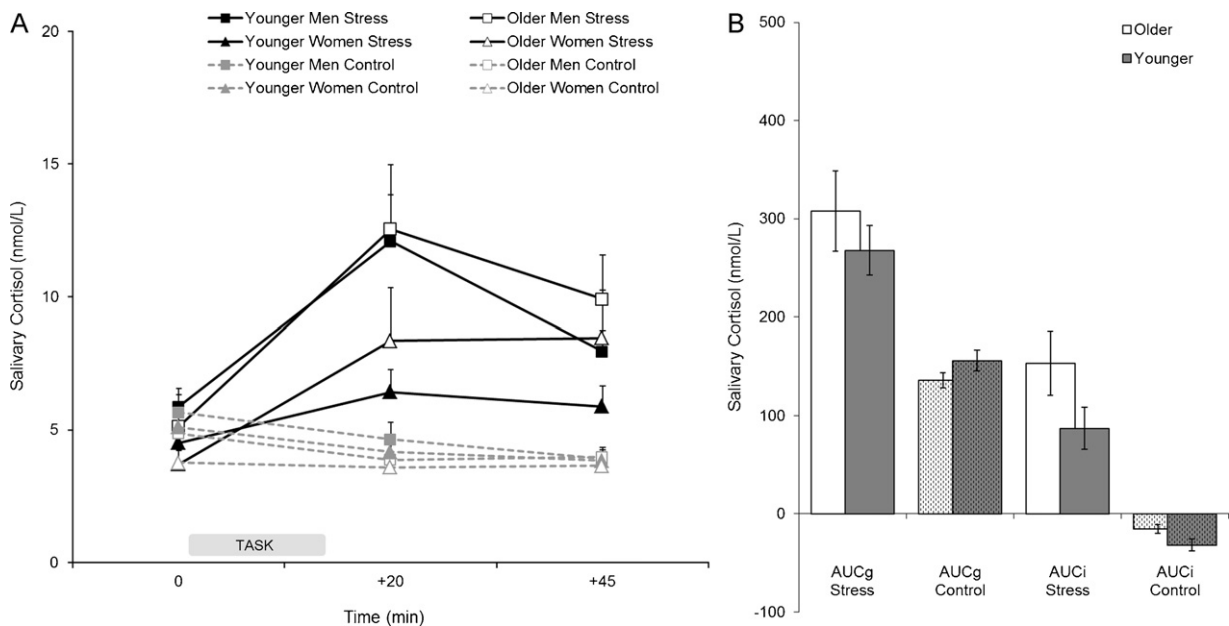 A
Younger Men Stress
Older Men Stress
Younger Women Stress
Older Women Stress
Younger Men Control
Older Men Control
Younger Women Control
Older Women Control
20
15
10
5
0
Salivary Cortisol (nmol/L)
TASK
0
+20
+45
Time (min)
B
Older
Younger
500
400
300
200
100
0
-100
Salivary Cortisol (nmol/L)
AUCg
Stress
AUCg
Control
AUCi
Stress
AUCi
Control